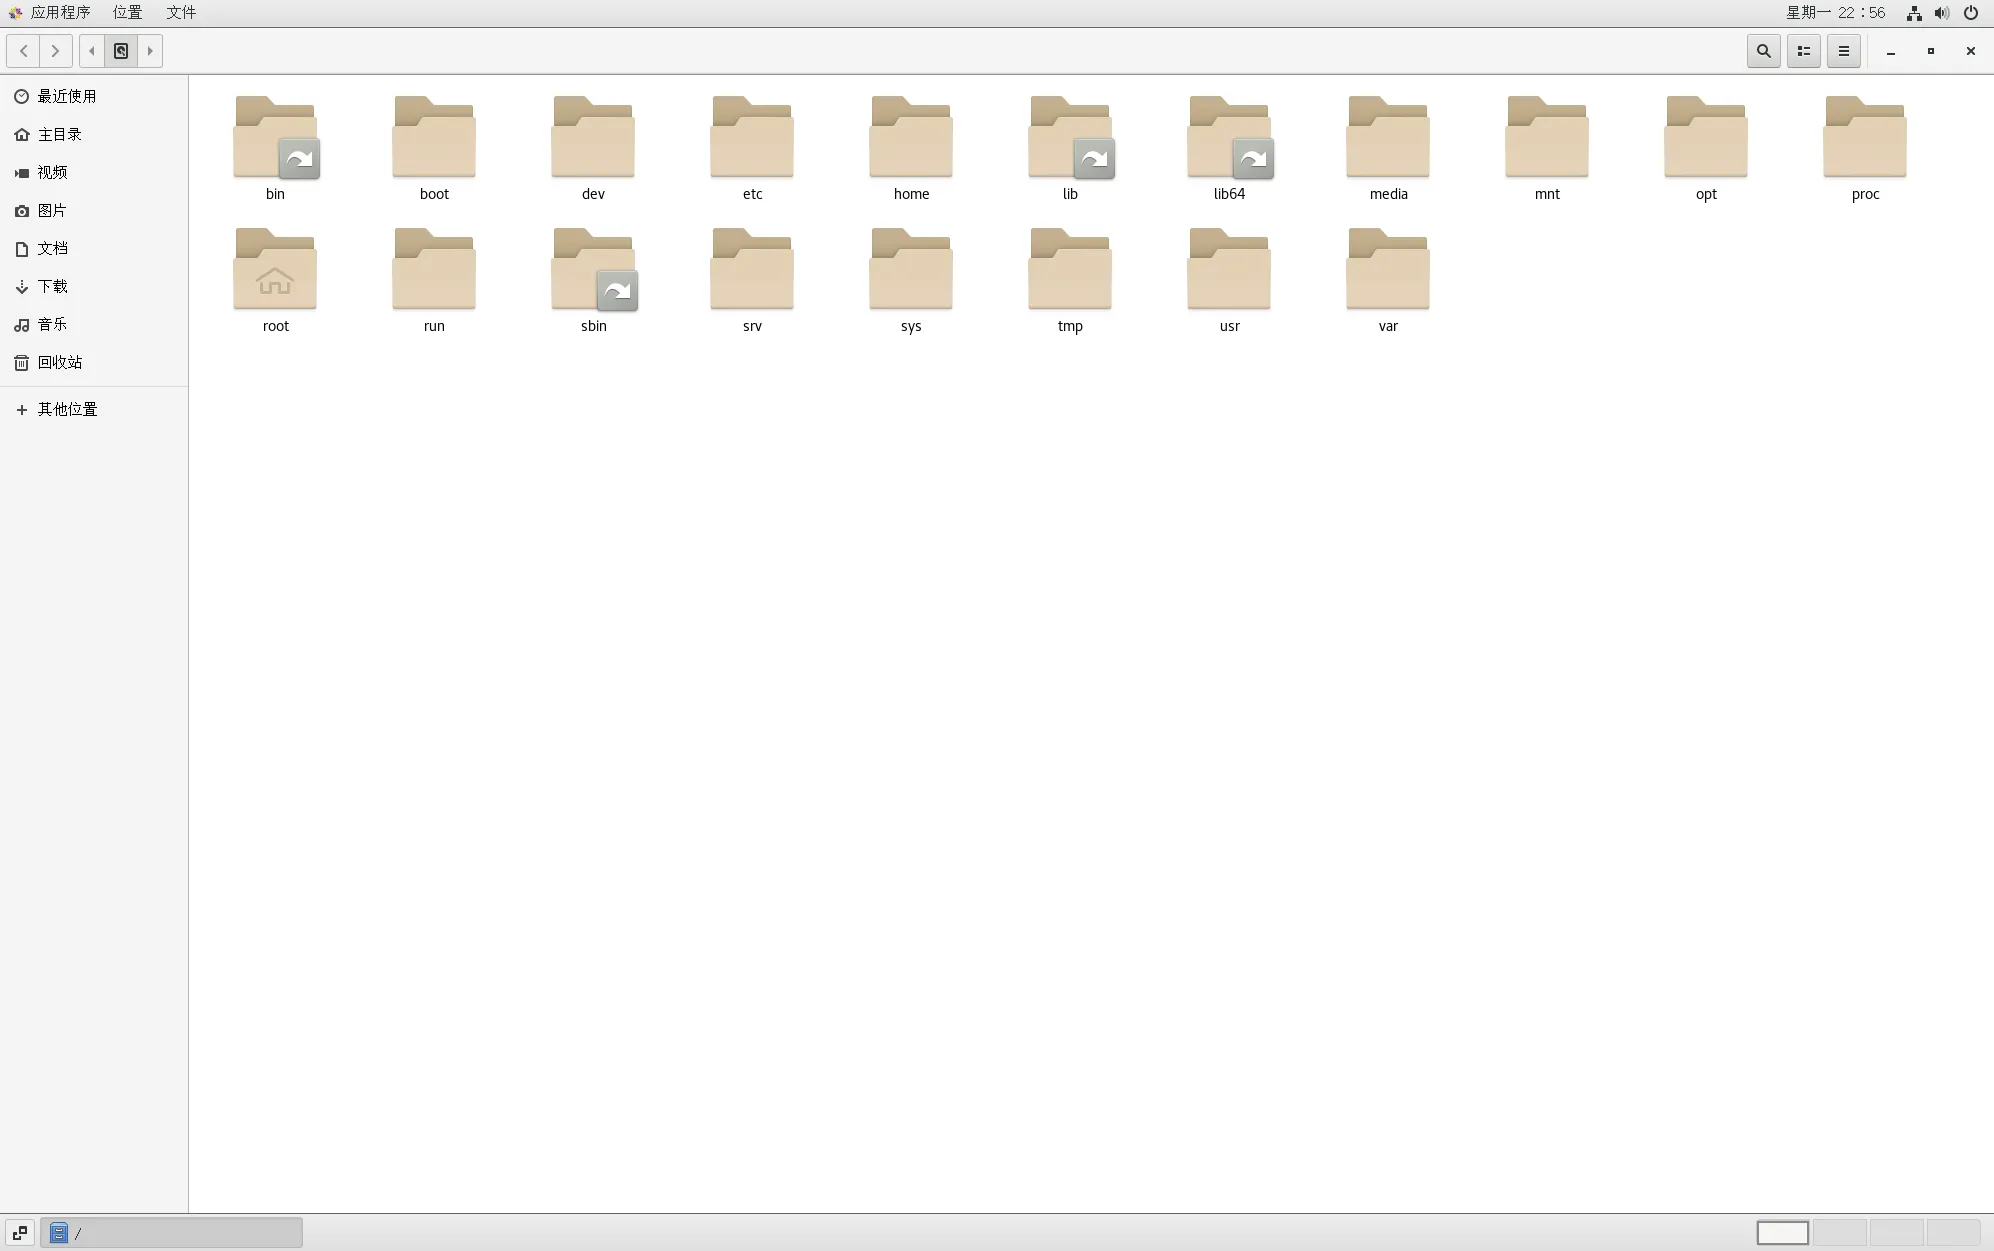 应用程序 位置 文件 星期一 22：56
最近使用
主目录
视频
图片
文档
下载
音乐
回收站
其他位置
bin boot dev etc home lib lib64 media mnt opt proc
root run sbin srv sys tmp usr var
/